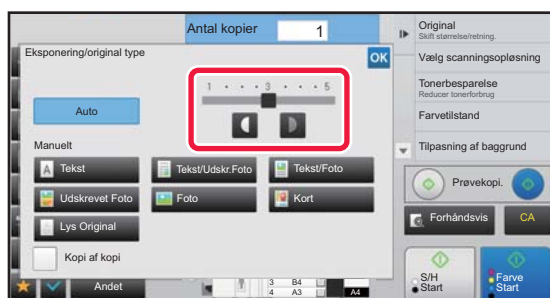 Antal kopier 1
Eksponering/original type
OK
1 • • • 3 • • • 5
Auto
Manuelt
A Tekst
Tekst/Udskr.Foto
Tekst/Foto
Udskrevet Foto
Foto
Kort
Lys Original
Kopi af kopi
Andet
3 B4
4 A3
A4
Original
Skift størrelse/retning.
Vælg scanningsopløsning
Tonerbesparelse
Reducer tonerforbrug
Farvetilstand
Tilpasning af baggrund
Prøvekopi.
Forhåndsvis
CA
S/H
Start
Farve
Start